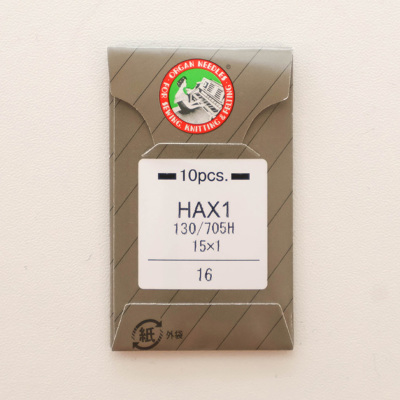 ORGAN NEEDLES
FOR SEWING, KNITTING & FELTING
10pcs.
HAX1
130/705H
15×1
16
紙
外袋